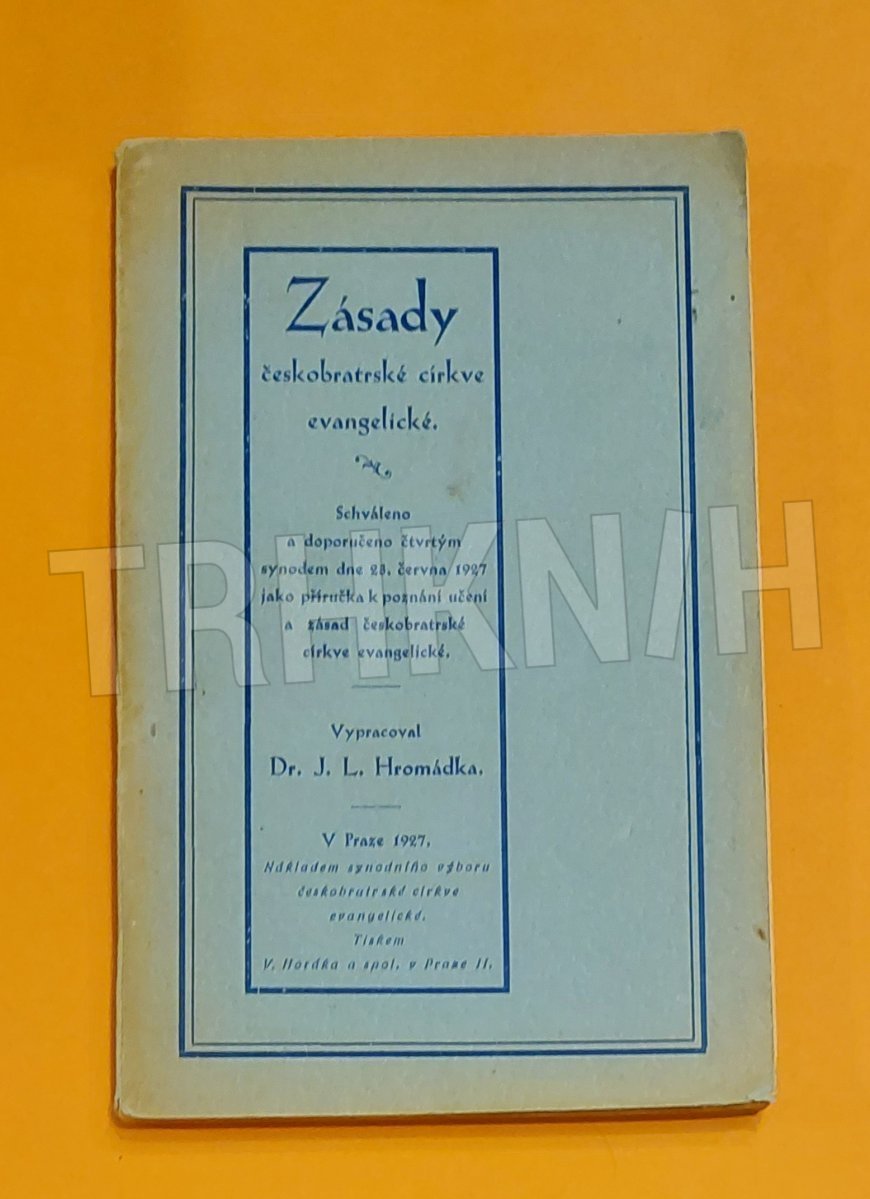 Zásady
českobratrské církve
evangelické.
Schváleno
a doporučeno čtvrtým
synodem dne 28. června 1927
jako příručka k poznání učení
a zásad českobratrské
církve evangelické.
Vypracoval
Dr. J. L. Hromádka.
V Praze 1927.
Nákladem synodního výboru
českobratrské církve
evangelické.
Tiskem
V. Horáka a spol. v Praze II.
TRHKNIH